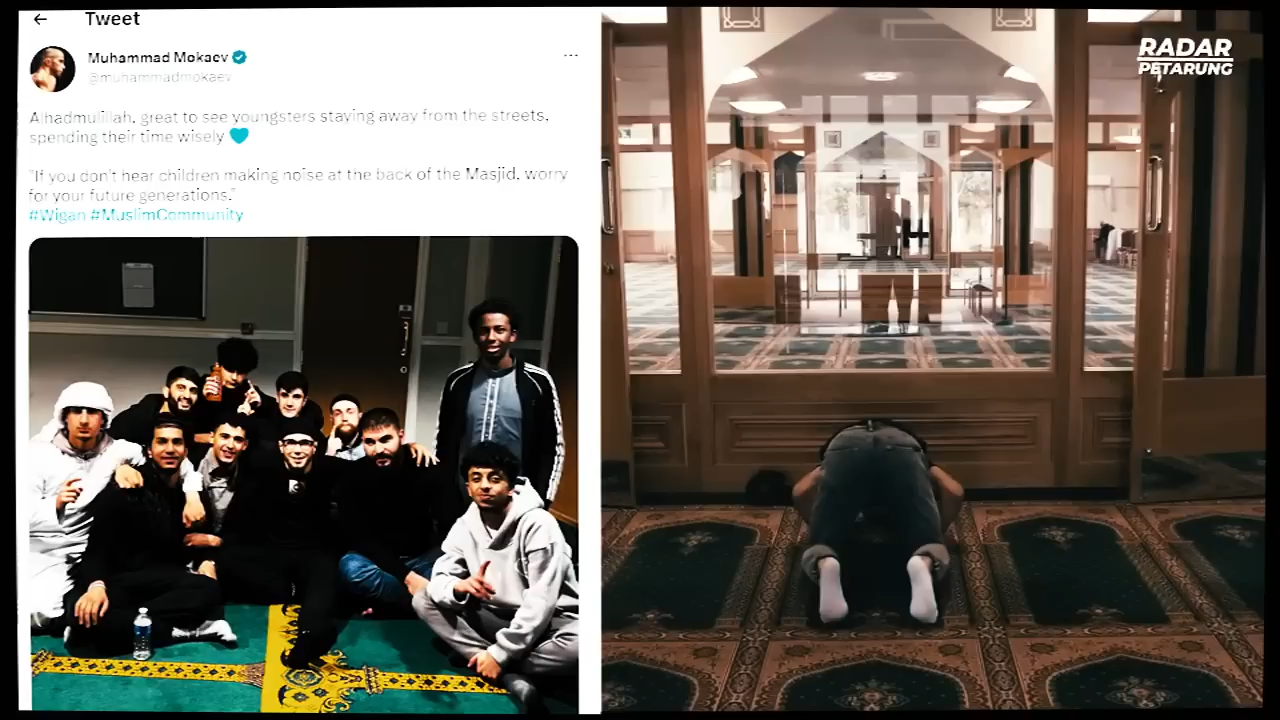 Tweet
Muhammad Mokaev
@muhammadmokaev
Alhadmulillah, great to see youngsters staying away from the streets,
spending their time wisely
"If you don't hear children making noise at the back of the Masjid, worry
for your future generations."
#Wigan #MuslimCommunity
RADAR
PETARUNG